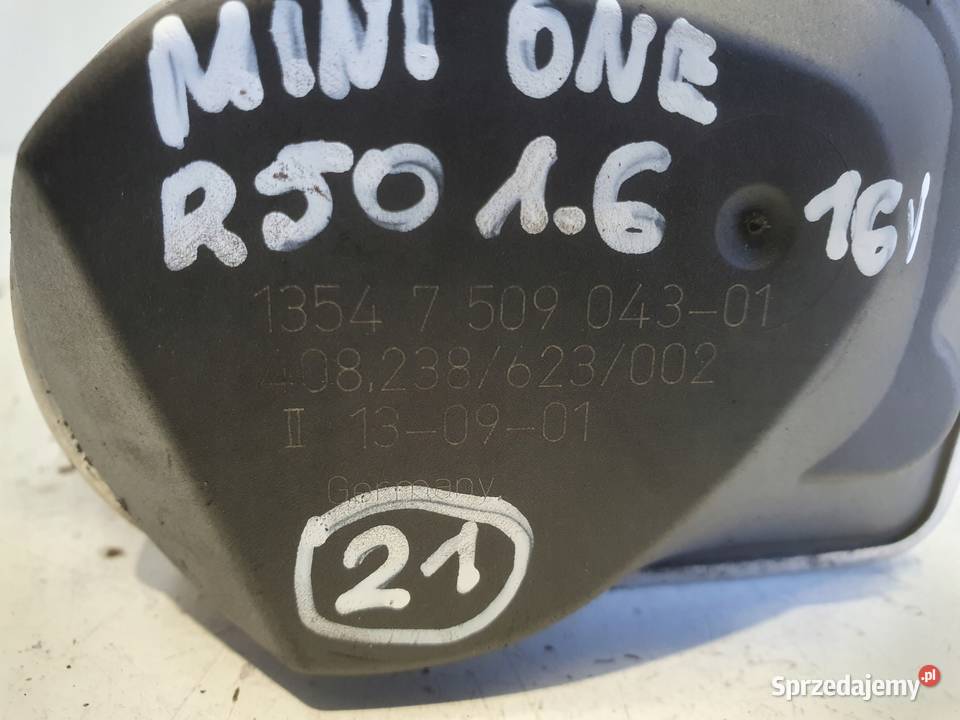 MINI ONE
R50 1.6 16V
1354 7 509 043-01
408,238/623/002
II 13-09-01
Germany
21
Sprzedajemy.pl